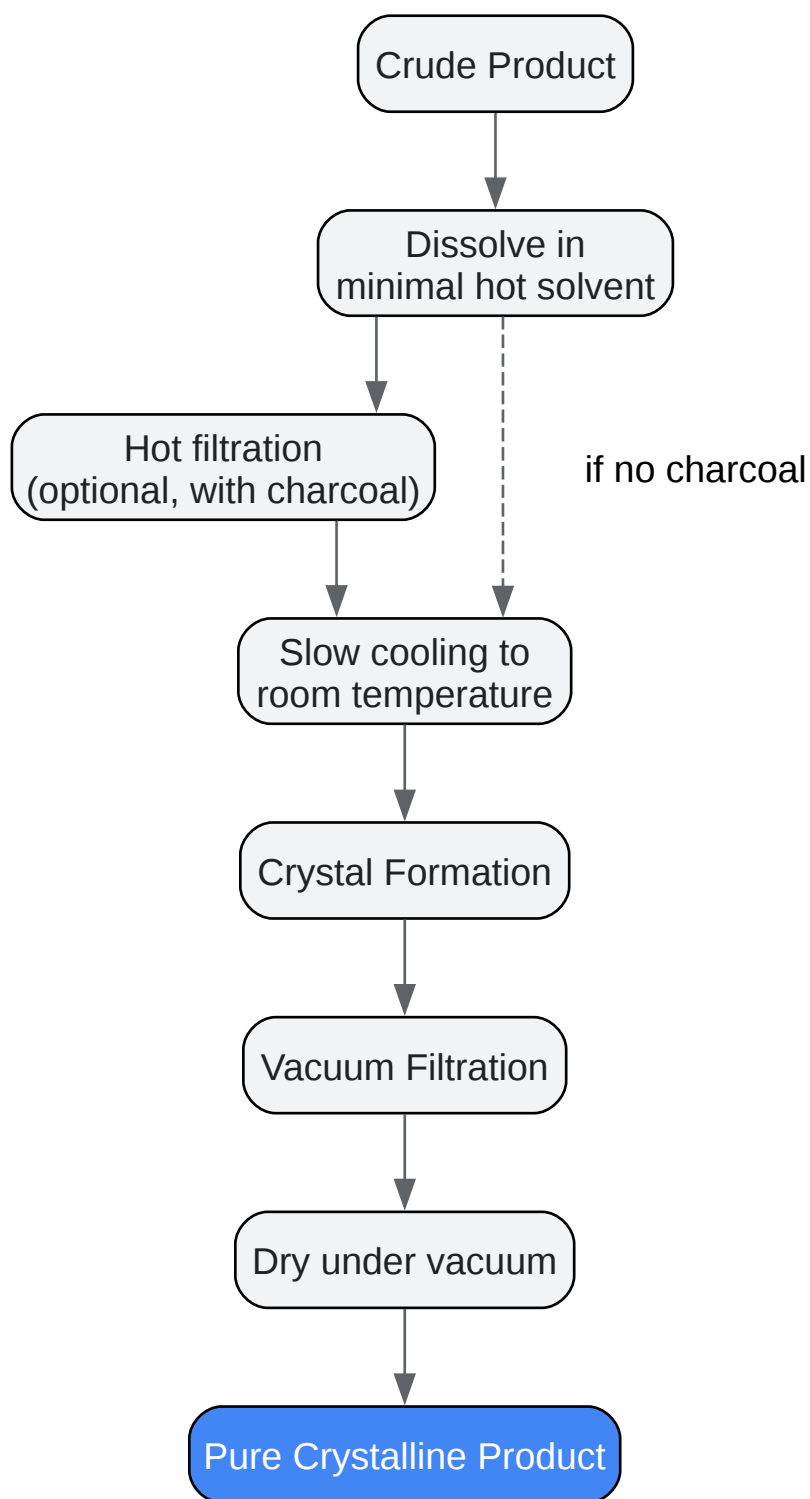 Crude Product
Dissolve in
minimal hot solvent
Hot filtration
(optional, with charcoal)
if no charcoal
Slow cooling to
room temperature
Crystal Formation
Vacuum Filtration
Dry under vacuum
Pure Crystalline Product